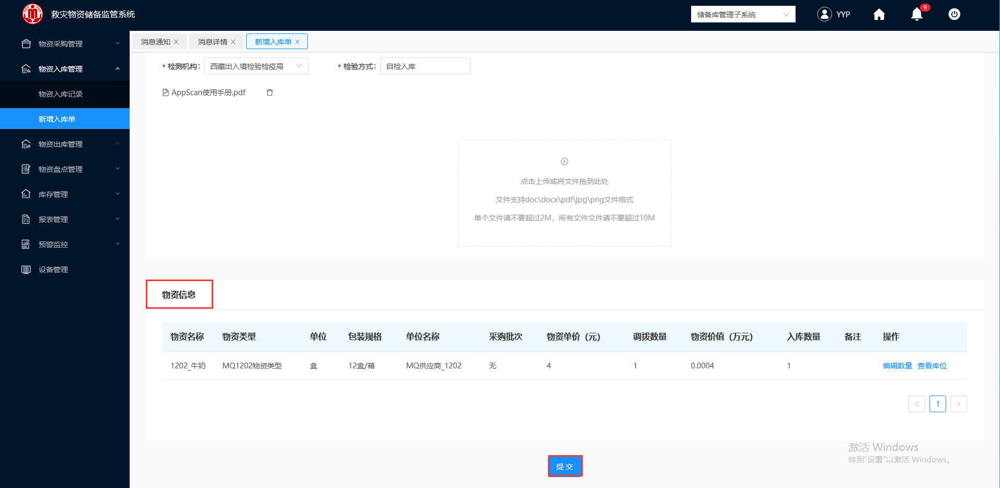 救灾物资储备监管系统
储备库管理子系统
YYP
9
物资采购管理
物资入库管理
物资入库记录
新增入库单
物资出库管理
物资盘点管理
库存管理
报表管理
预警监控
设备管理
消息通知 消息详情 新增入库单
* 检测机构: 西藏出入境检验检疫局 * 检验方式: 自检入库
AppScan使用手册.pdf
点击上传或将文件拖到此处
文件支持doc\docx\pdf\jpg\png文件格式
单个文件请不要超过2M，所有文件文件请不要超过10M
物资信息
物资名称 物资类型 单位 包装规格 单位名称 采购批次 物资单价（元） 调拨数量 物资价值（万元） 入库数量 备注 操作
1202_牛奶 MQ1202物资类型 盒 12盒/箱 MQ供应商_1202 无 4 1 0.0004 1 编辑数量 查看库位
< 1 >
提 交
激活 Windows
转到"设置"以激活 Windows。